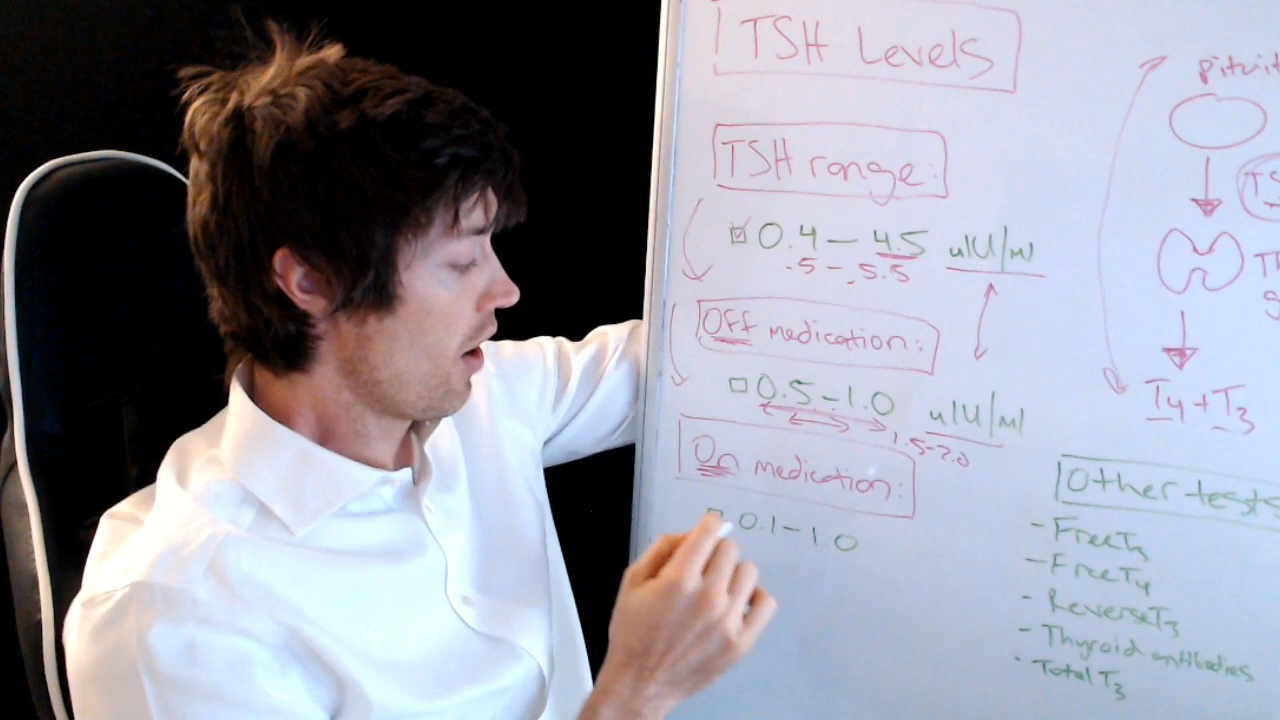 TSH Levels
TSH range:
0.4 – 4.5 uIU/ml
.5 – 5.5
Off medication:
0.5 – 1.0 uIU/ml
1.5-2.0
On medication:
0.1 – 1.0
pituit
TS
Th
g
T4 + T3
Other tests
- Free T3
- Free T4
- Reverse T3
- Thyroid antibodies
- Total T3